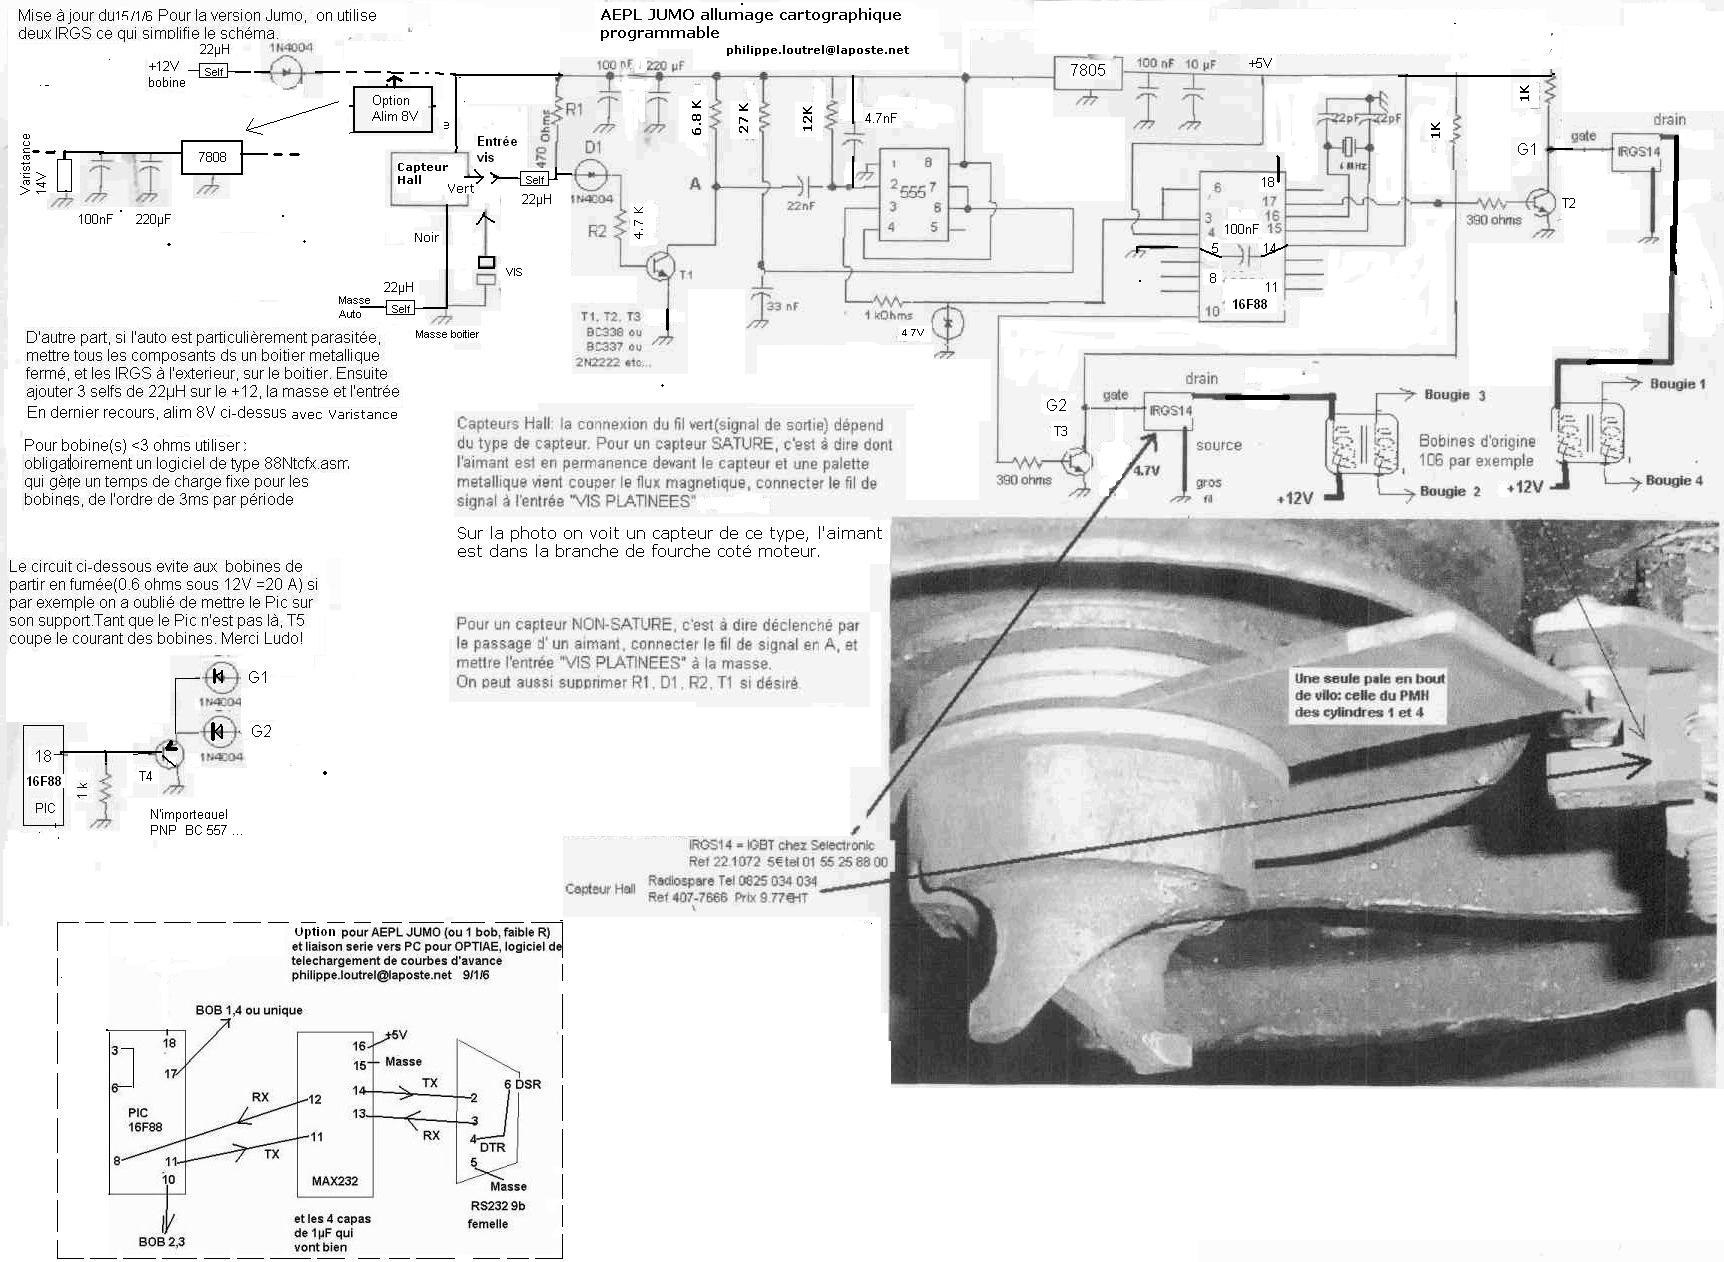 Mise à jour du15/1/6 Pour la version Jumo, on utilise
deux IRGS ce qui simplifie le schéma.
AEPL JUMO allumage cartographique
programmable
philippe.loutrel@laposte.net
22µH
1N4004
+12V
bobine
Self
Option
Alim 8V
Varistance
14V
7808
100nF
220µF
Capteur
Hall
Entrée
vis
Vert
Self
22µH
Noir
VIS
22µH
Masse
Auto
Self
Masse boitier
470 Ohms
R1
D1
1N4004
R2
4.7 K
T1
T1, T2, T3
BC338 ou
BC337 ou
2N2222 etc...
100 nF
220 µF
6.8 K
27 K
12K
4.7nF
A
22nF
33 nF
1
2
3
4
555
8
7
6
5
1 kOhms
4.7V
7805
100 nF
10 µF
+5V
22pF
22pF
4 MHz
6
3
4
5
8
10
18
17
16
15
14
11
100nF
16F88
1K
1K
G1
gate
IRGS14
drain
390 ohms
T2
G2
T3
gate
IRGS14
drain
source
4.7V
gros
fil
390 ohms
+12V
Bougie 3
Bougie 2
Bobines d'origine
106 par exemple
+12V
Bougie 1
Bougie 4
D'autre part, si l'auto est particulièrement parasitée,
mettre tous les composants ds un boitier metallique
fermé, et les IRGS à l'exterieur, sur le boitier. Ensuite
ajouter 3 selfs de 22µH sur le +12, la masse et l'entrée
En dernier recours, alim 8V ci-dessus avec Varistance
Pour bobine(s) <3 ohms utiliser :
obligatoirement un logiciel de type 88Ntcfx.asm.
qui gère un temps de charge fixe pour les
bobines, de l'ordre de 3ms par période
Capteurs Hall: la connexion du fil vert(signal de sortie) dépend
du type de capteur. Pour un capteur SATURE, c'est à dire dont
l'aimant est en permanence devant le capteur et une palette
metallique vient couper le flux magnetique, connecter le fil de
signal à l'entrée "VIS PLATINEES"
Sur la photo on voit un capteur de ce type, l'aimant
est dans la branche de fourche coté moteur.
Pour un capteur NON-SATURE, c'est à dire déclenché par
le passage d' un aimant, connecter le fil de signal en A, et
mettre l'entrée "VIS PLATINEES" à la masse.
On peut aussi supprimer R1, D1, R2, T1 si désiré.
Le circuit ci-dessous evite aux bobines de
partir en fumée(0.6 ohms sous 12V =20 A) si
par exemple on a oublié de mettre le Pic sur
son support.Tant que le Pic n'est pas là, T5
coupe le courant des bobines. Merci Ludo!
G1
1N4004
G2
1N4004
18
16F88
PIC
1 k
T4
N'importequel
PNP BC 557 ...
Une seule pale en bout
de vilo: celle du PMH
des cylindres 1 et 4
IRGS14 = IGBT chez Selectronic
Ref 22.1072 5€ tel 01 55 25 88 00
Capteur Hall
Radiospare Tel 0825 034 034
Ref 407-7666 Prix 9.77€HT
Option pour AEPL JUMO (ou 1 bob, faible R)
et liaison serie vers PC pour OPTIAE, logiciel de
telechargement de courbes d'avance
philippe.loutrel@laposte.net 9/1/6
BOB 1,4 ou unique
3
6
18
17
PIC
16F88
8
11
10
BOB 2,3
RX
TX
16
15
14
13
12
11
MAX232
+5V
Masse
TX
RX
2
3
4
5
6 DSR
DTR
Masse
RS232 9b
femelle
et les 4 capas
de 1µF qui
vont bien